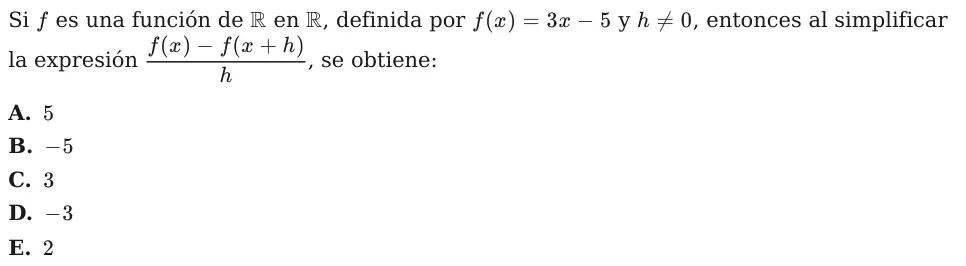 Si f es una función de ℝ en ℝ, definida por f(x) = 3x − 5 y h ≠ 0, entonces al simplificar
la expresión \frac{f(x) − f(x + h)}{h}, se obtiene:
A. 5
B. −5
C. 3
D. −3
E. 2